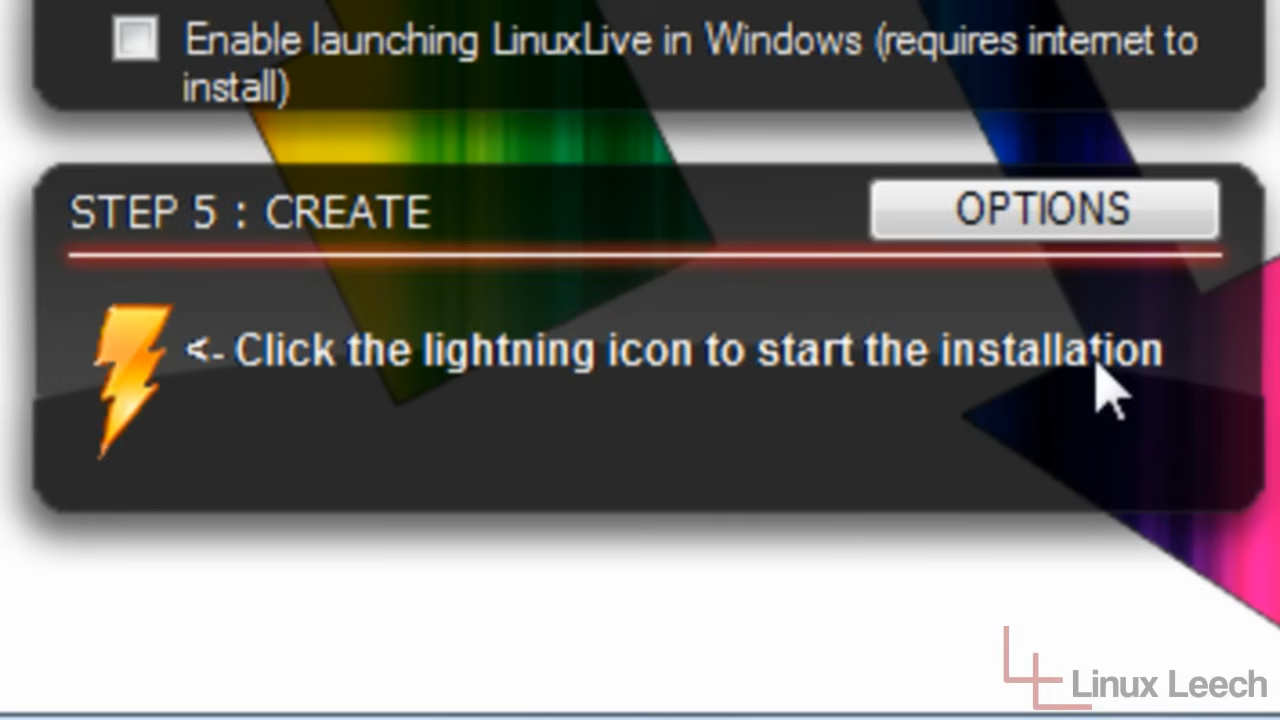 Enable launching LinuxLive in Windows (requires internet to
install)
STEP 5 : CREATE
OPTIONS
<- Click the lightning icon to start the installation
Linux Leech